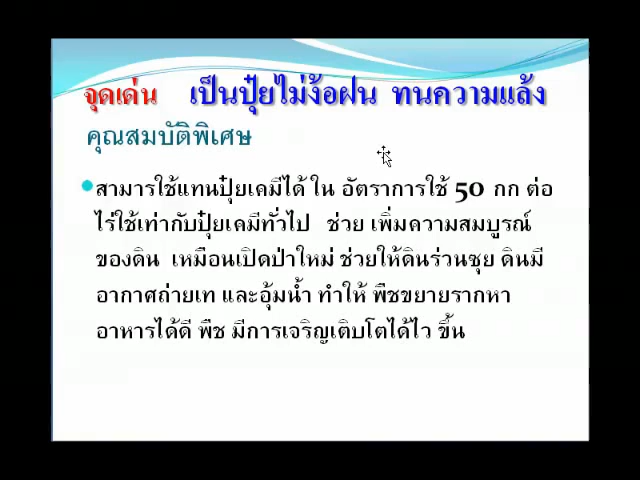 จุดเด่น เป็นปุ๋ยไม่ง้อฝน ทนความแล้ง
คุณสมบัติพิเศษ
สามารใช้แทนปุ๋ยเคมีได้ ใน อัตราการใช้ 50 กก ต่อ
ไร่ใช้เท่ากับปุ๋ยเคมีทั่วไป ช่วย เพิ่มความสมบูรณ์
ของดิน เหมือนเปิดป่าใหม่ ช่วยให้ดินร่วนซุย ดินมี
อากาศถ่ายเท และอุ้มน้ำ ทำให้ พืชขยายรากหา
อาหารได้ดี พืช มีการเจริญเติบโตได้ไว ขึ้น